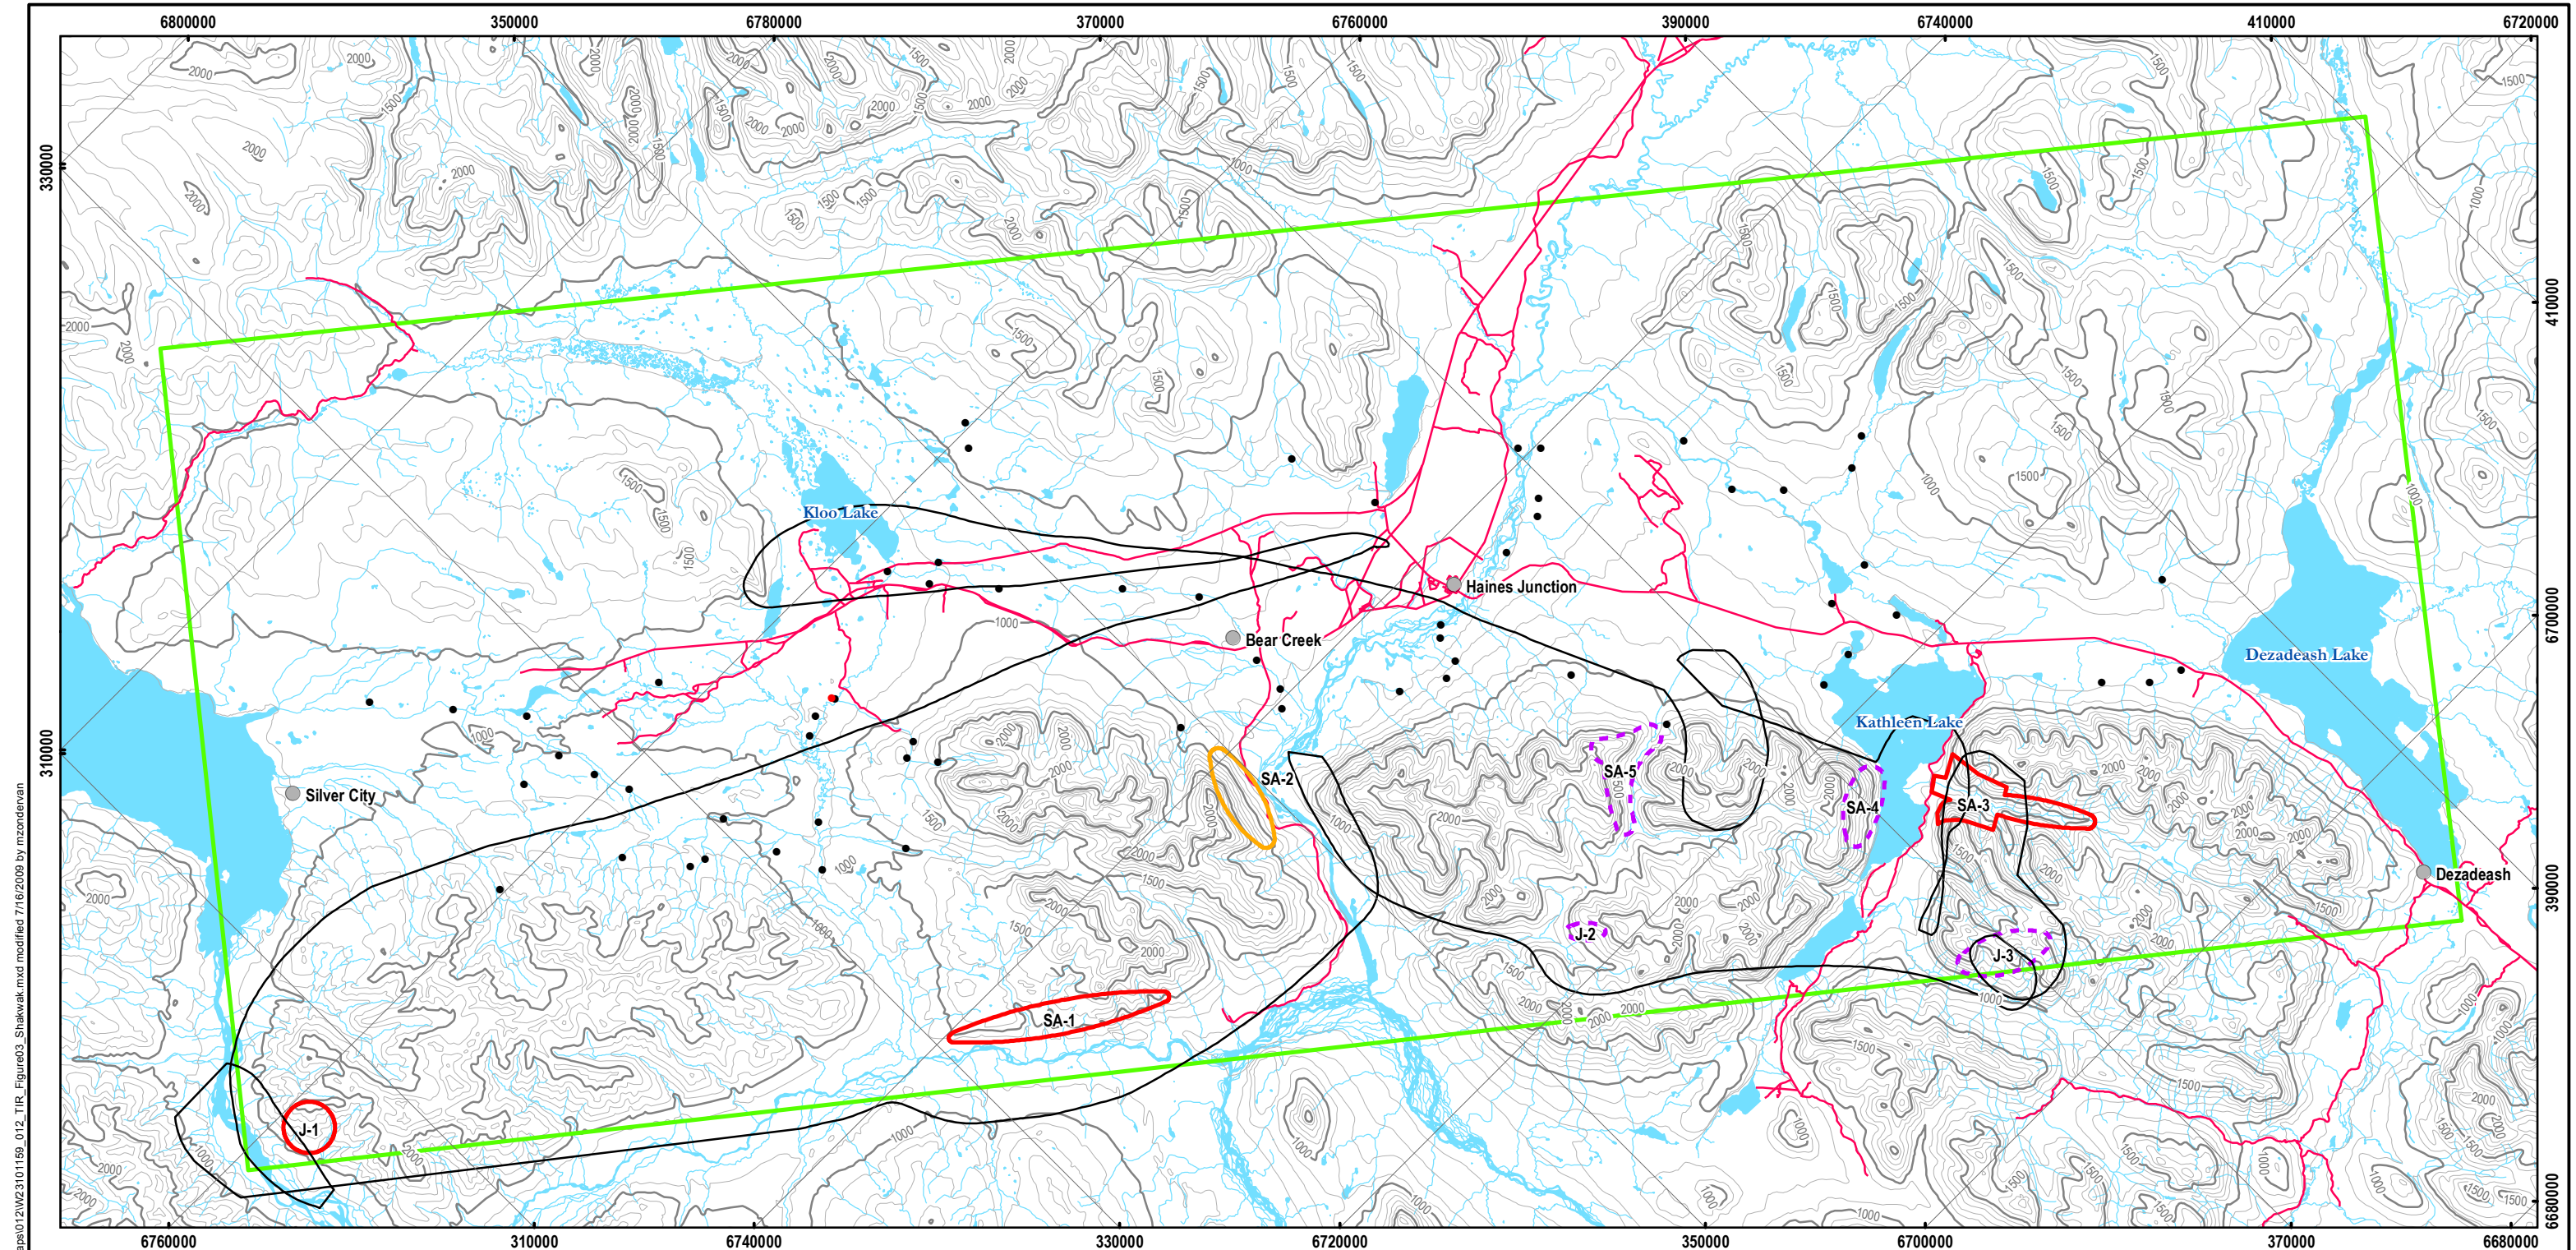 6800000 350000 6780000 370000 6760000 390000 6740000 410000 6720000
330000
410000
Kloo Lake
Haines Junction
Bear Creek
6700000
Dezadeash Lake
Kathleen Lake
310000
SA-5
SA-2
Silver City
SA-4
SA-3
Dezadeash
390000
J-2
J-3
SA-1
J-1
6680000
6760000 310000 6740000 330000 6720000 350000 6700000 370000 6680000
aps\012\W23101159_012_TIR_Figure03_Shakwak.mxd modified 7/16/2009 by mzondervan
2000
1500
1000